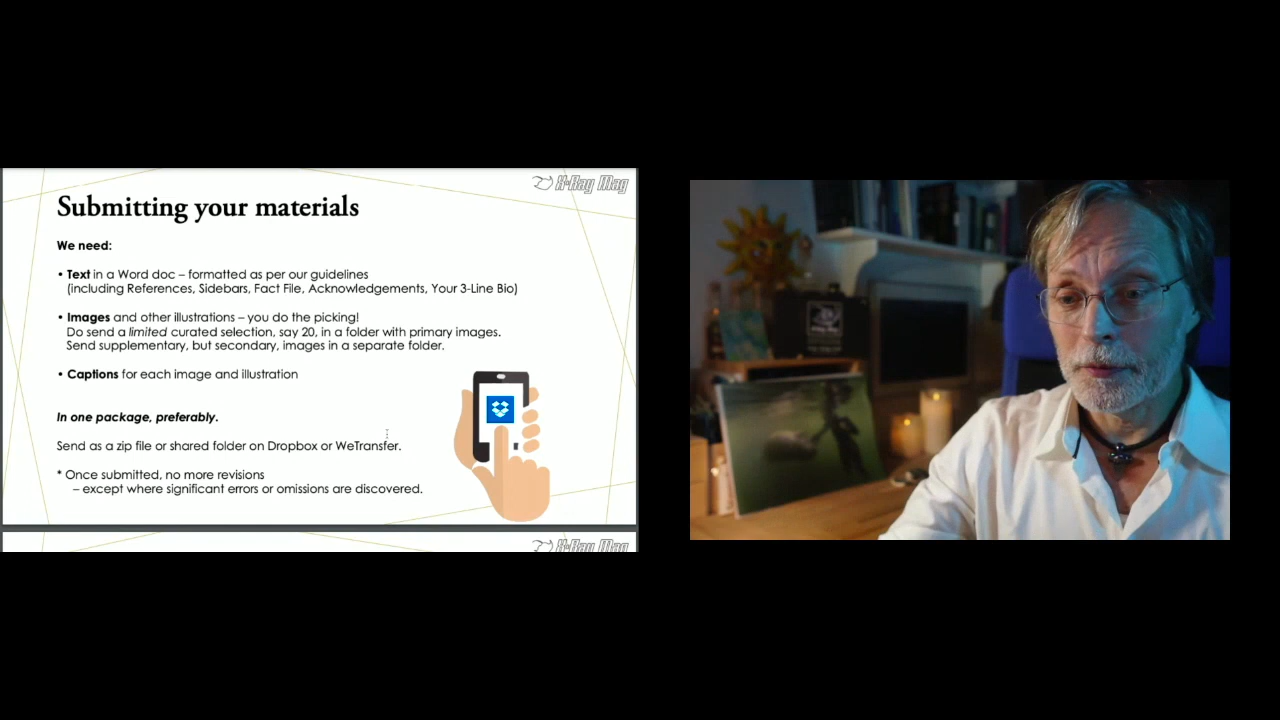 X-Ray Mag
Submitting your materials
We need:
• Text in a Word doc – formatted as per our guidelines
(including References, Sidebars, Fact File, Acknowledgements, Your 3-Line Bio)
• Images and other illustrations – you do the picking!
Do send a limited curated selection, say 20, in a folder with primary images.
Send supplementary, but secondary, images in a separate folder.
• Captions for each image and illustration
In one package, preferably.
Send as a zip file or shared folder on Dropbox or WeTransfer.
* Once submitted, no more revisions
– except where significant errors or omissions are discovered.
X-Ray Mag